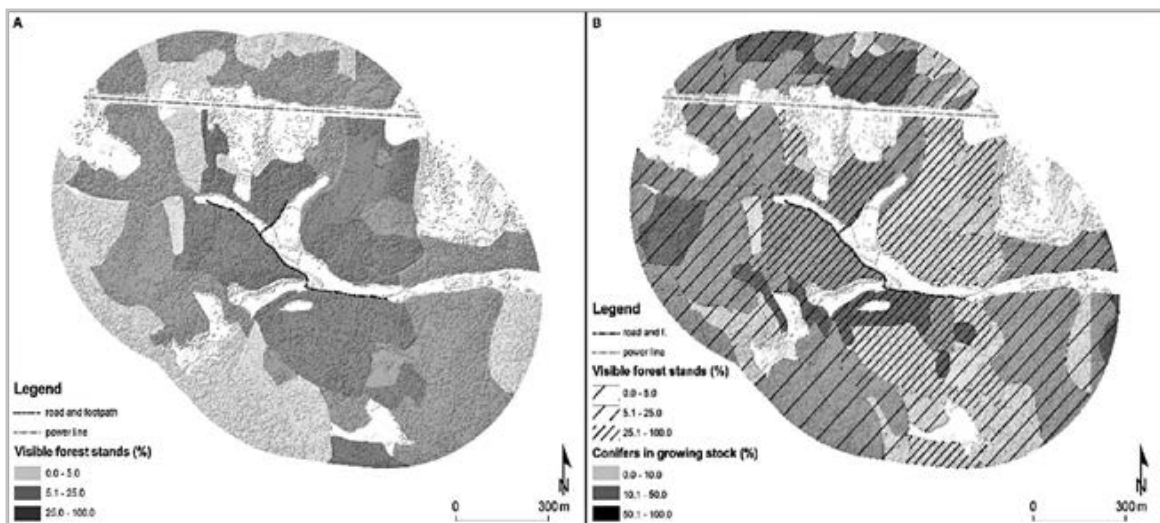 A
Legend
road and footpath
power line
Visible forest stands (%)
0.0 - 5.0
5.1 - 25.0
25.0 - 100.0
N
0 300 m
B
Legend
road and f.
power line
Visible forest stands (%)
0.0 - 5.0
5.1 - 25.0
25.1 - 100.0
Conifers in growing stock (%)
0.0 - 10.0
10.1 - 50.0
50.1 - 100.0
N
0 300 m